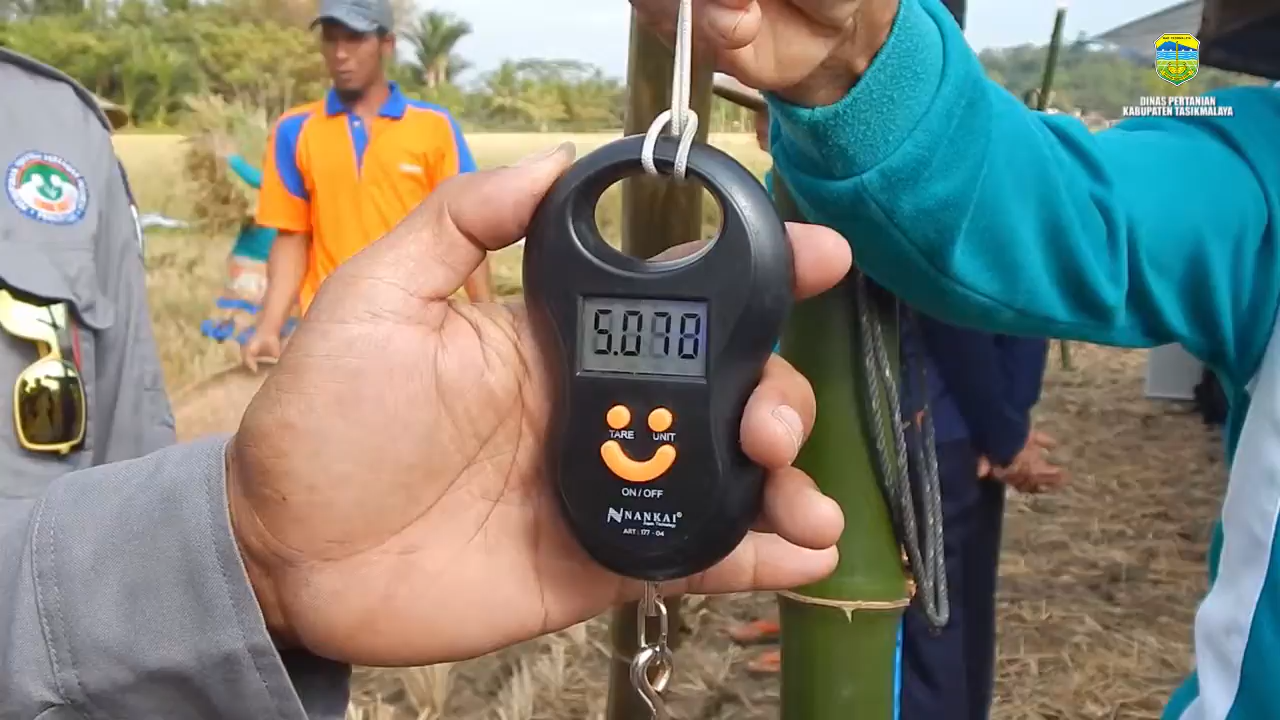 DINAS PERTANIAN
KABUPATEN TASIKMALAYA
5.078
TARE UNIT
ON / OFF
NANKAI®
ART : 177 - 04